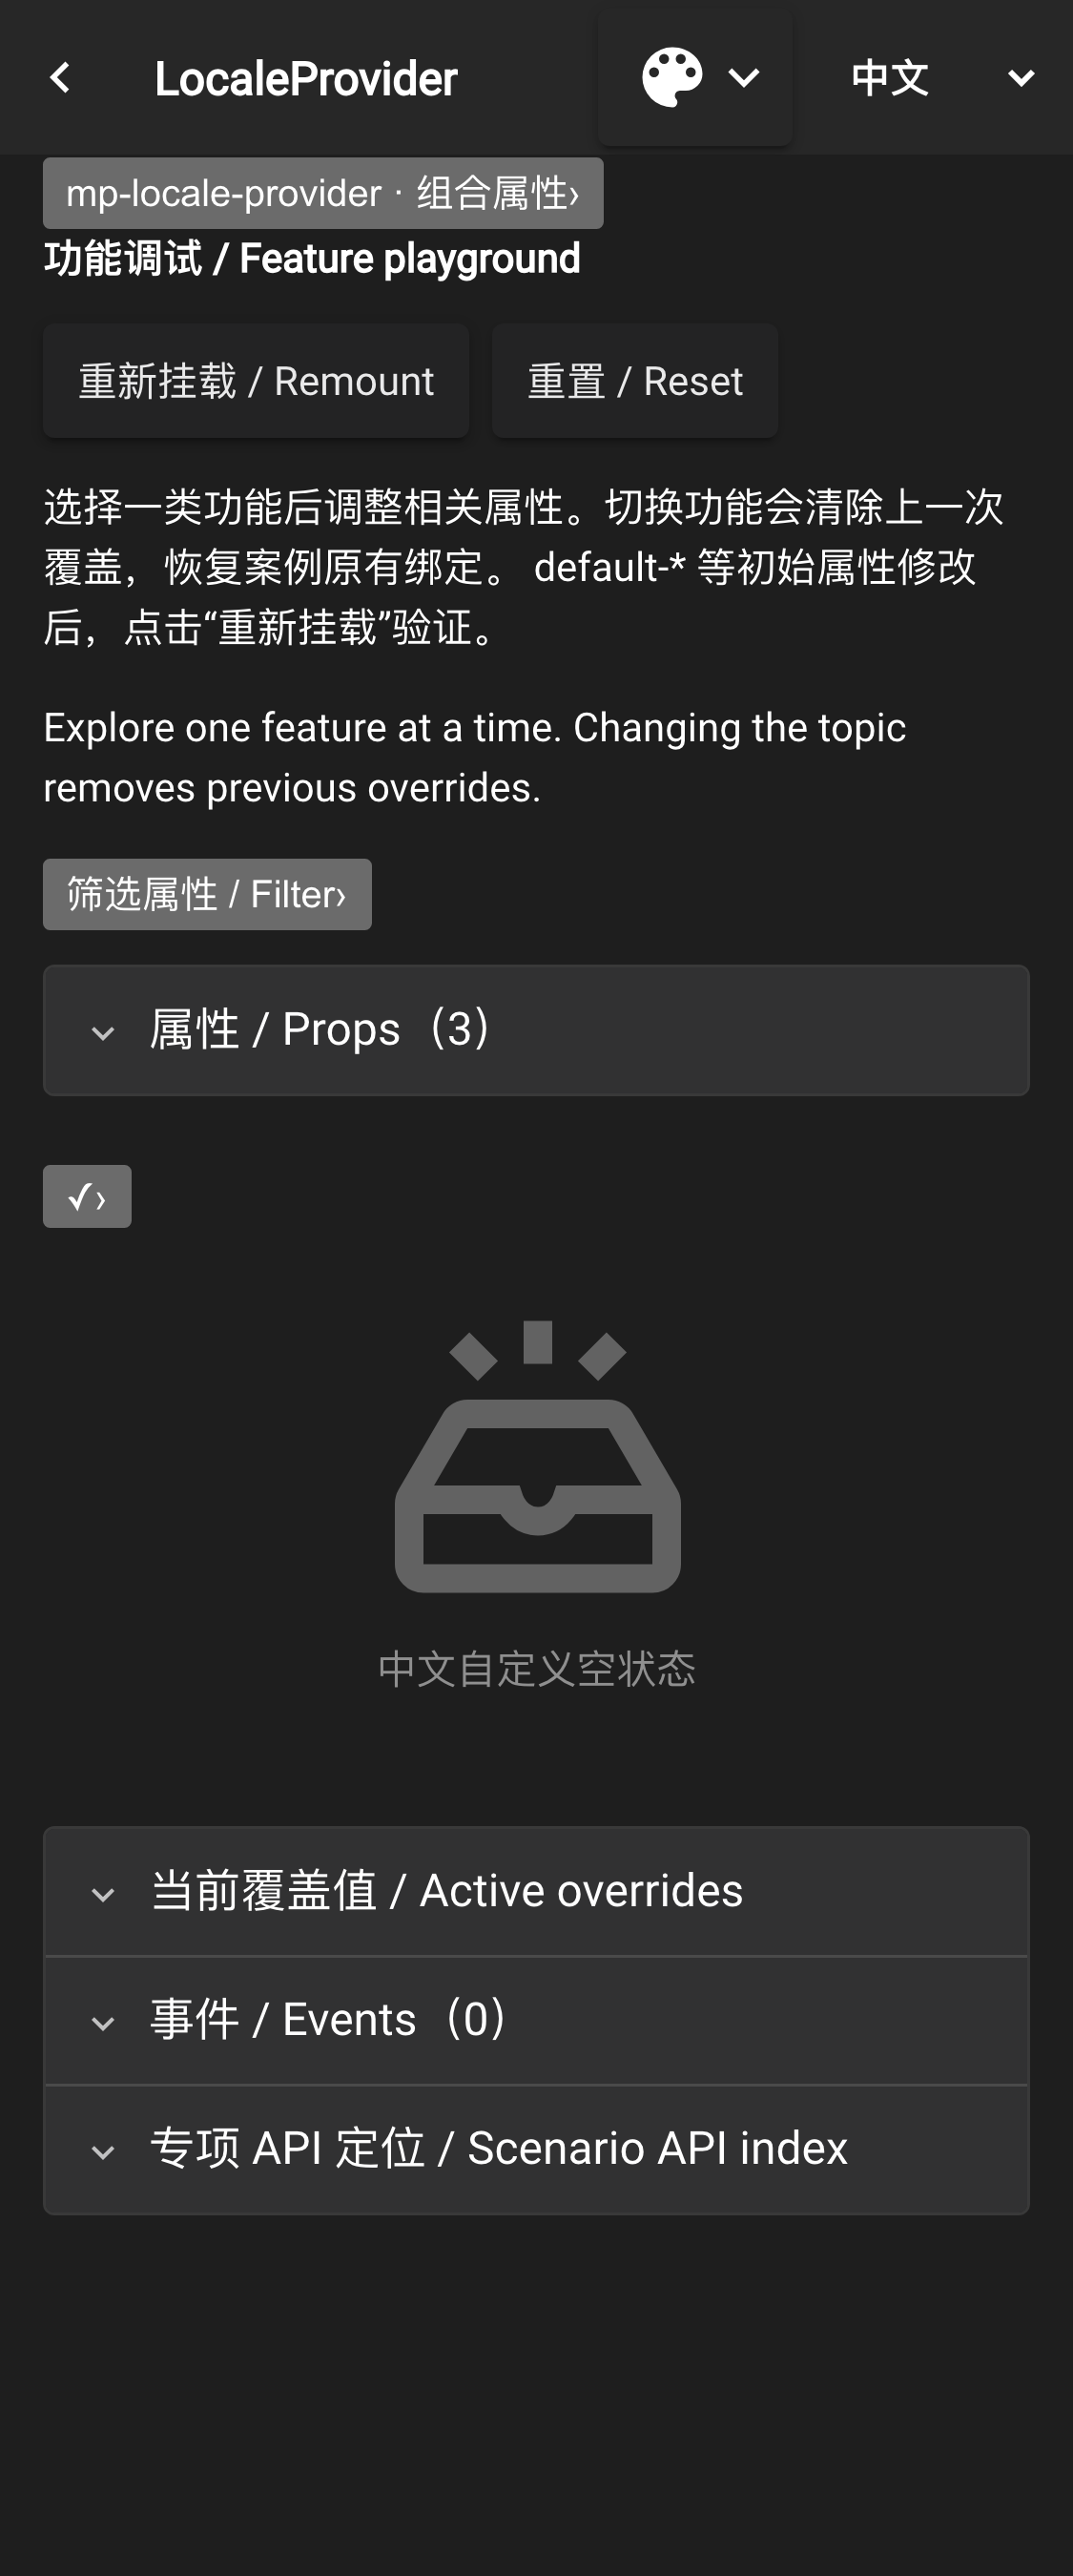 LocaleProvider
中文
mp-locale-provider · 组合属性›
功能调试 / Feature playground
重新挂载 / Remount
重置 / Reset
选择一类功能后调整相关属性。切换功能会清除上一次
覆盖，恢复案例原有绑定。 default-* 等初始属性修改
后，点击“重新挂载”验证。
Explore one feature at a time. Changing the topic
removes previous overrides.
筛选属性 / Filter›
属性 / Props（3）
✓›
中文自定义空状态
当前覆盖值 / Active overrides
事件 / Events（0）
专项 API 定位 / Scenario API index